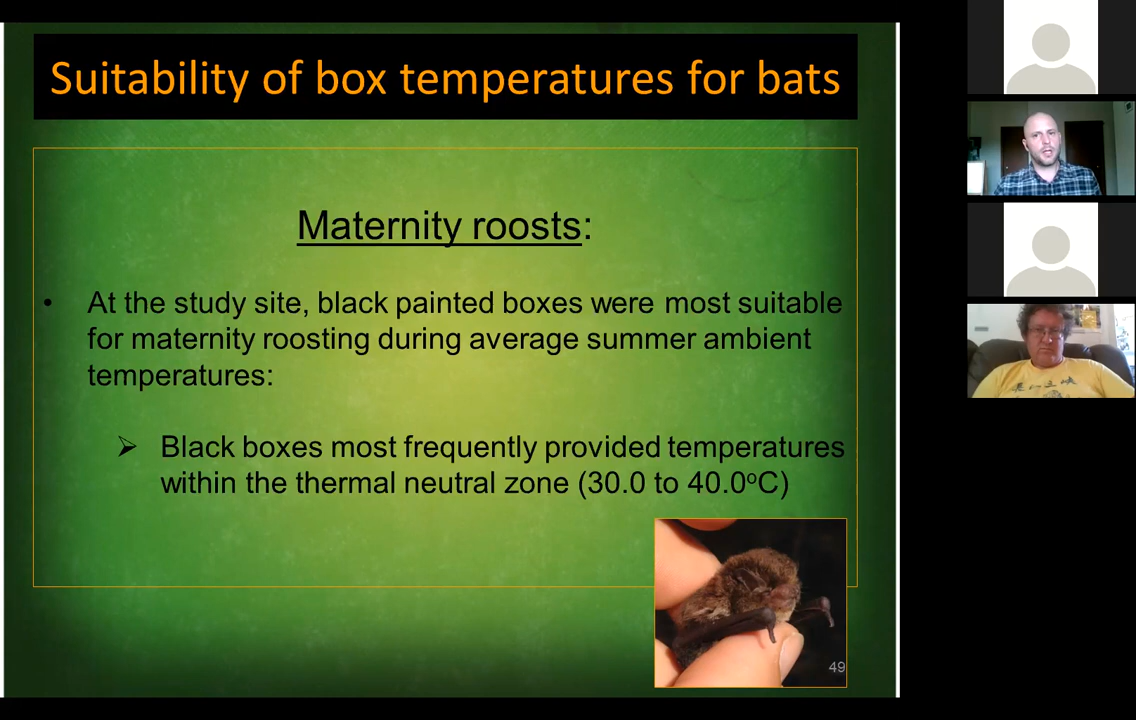 Suitability of box temperatures for bats
Maternity roosts:
• At the study site, black painted boxes were most suitable
for maternity roosting during average summer ambient
temperatures:
➢ Black boxes most frequently provided temperatures
within the thermal neutral zone (30.0 to 40.0ºC)
49